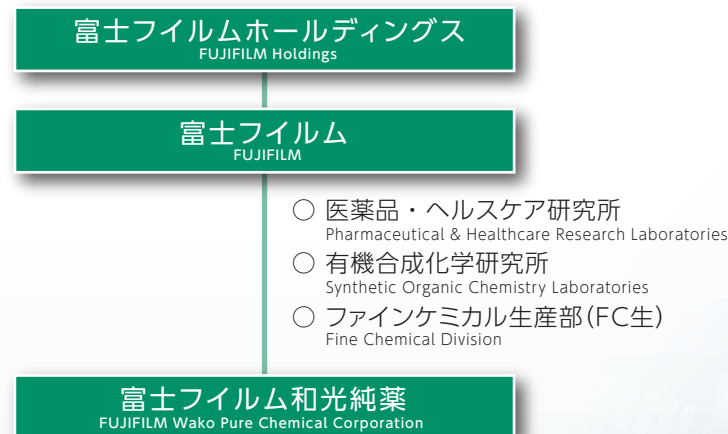 富士フイルムホールディングス
FUJIFILM Holdings
富士フイルム
FUJIFILM
○ 医薬品・ヘルスケア研究所
Pharmaceutical & Healthcare Research Laboratories
○ 有機合成化学研究所
Synthetic Organic Chemistry Laboratories
○ ファインケミカル生産部(FC生)
Fine Chemical Division
富士フイルム和光純薬
FUJIFILM Wako Pure Chemical Corporation